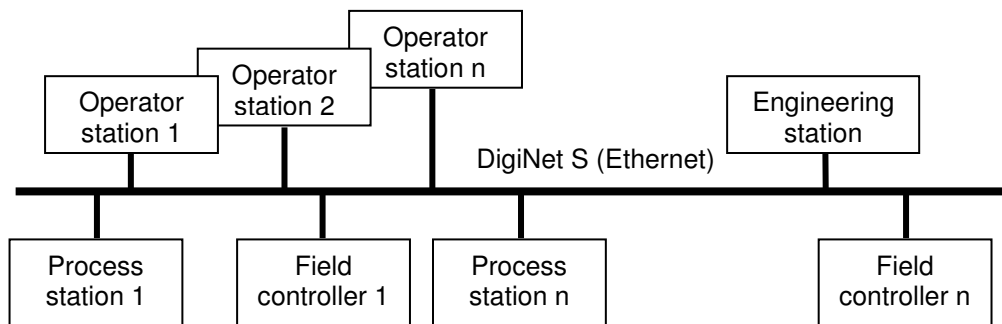 Operator
station n
Operator
station 2
Operator
station 1
Engineering
station
DigiNet S (Ethernet)
Process
station 1
Field
controller 1
Process
station n
Field
controller n